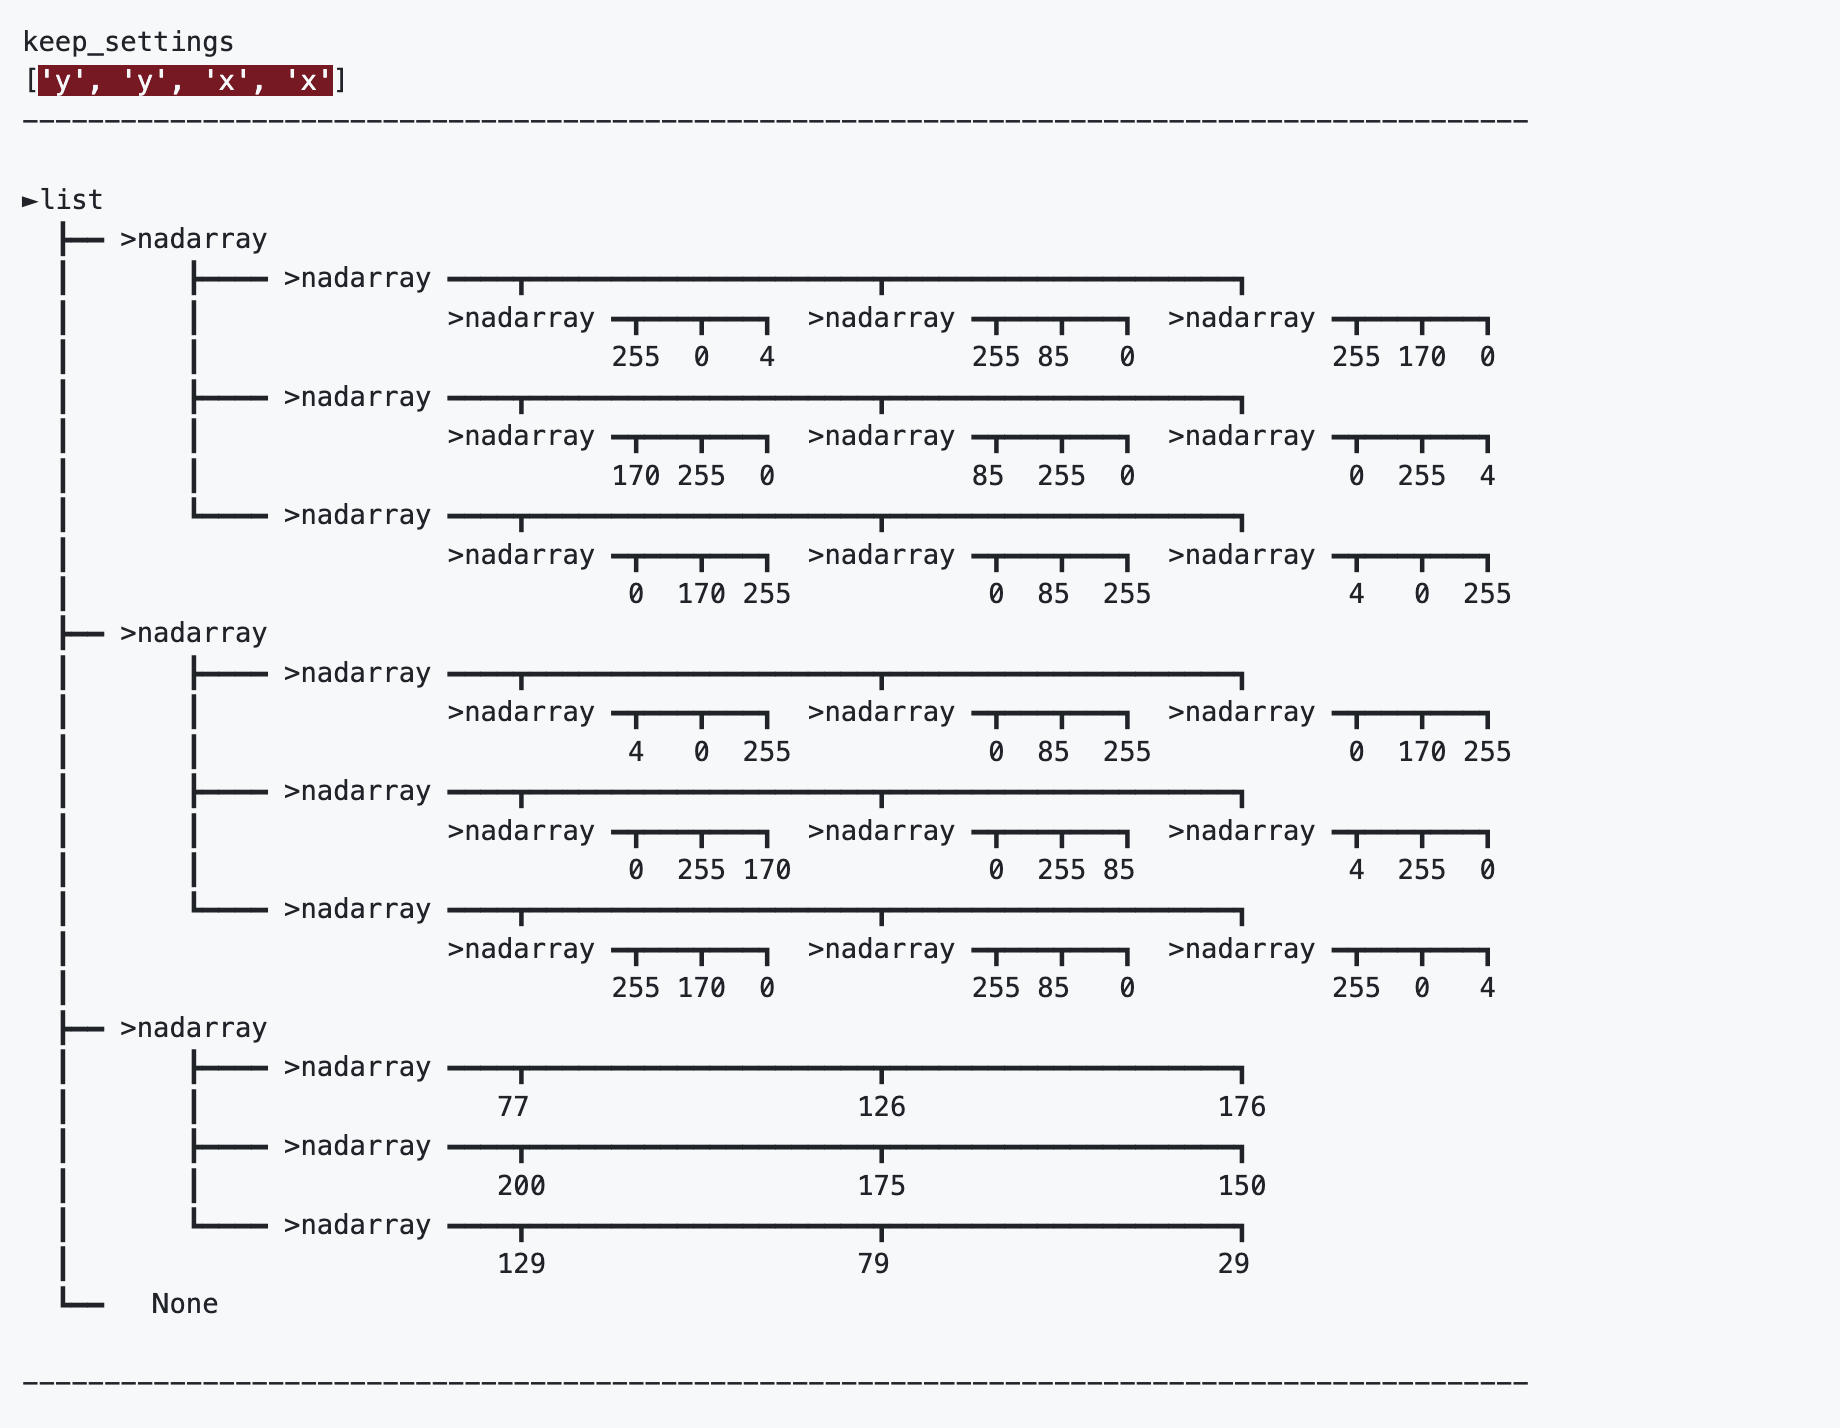 keep_settings
['y', 'y', 'x', 'x']
--------------------------------------------------------------------------------------------
►list
>nadarray
>nadarray
>nadarray >nadarray >nadarray
255 0 4 255 85 0 255 170 0
>nadarray
>nadarray >nadarray >nadarray
170 255 0 85 255 0 0 255 4
>nadarray
>nadarray >nadarray >nadarray
0 170 255 0 85 255 4 0 255
>nadarray
>nadarray
>nadarray >nadarray >nadarray
4 0 255 0 85 255 0 170 255
>nadarray
>nadarray >nadarray >nadarray
0 255 170 0 255 85 4 255 0
>nadarray
>nadarray >nadarray >nadarray
255 170 0 255 85 0 255 0 4
>nadarray
>nadarray
77 126 176
>nadarray
200 175 150
>nadarray
129 79 29
None
--------------------------------------------------------------------------------------------